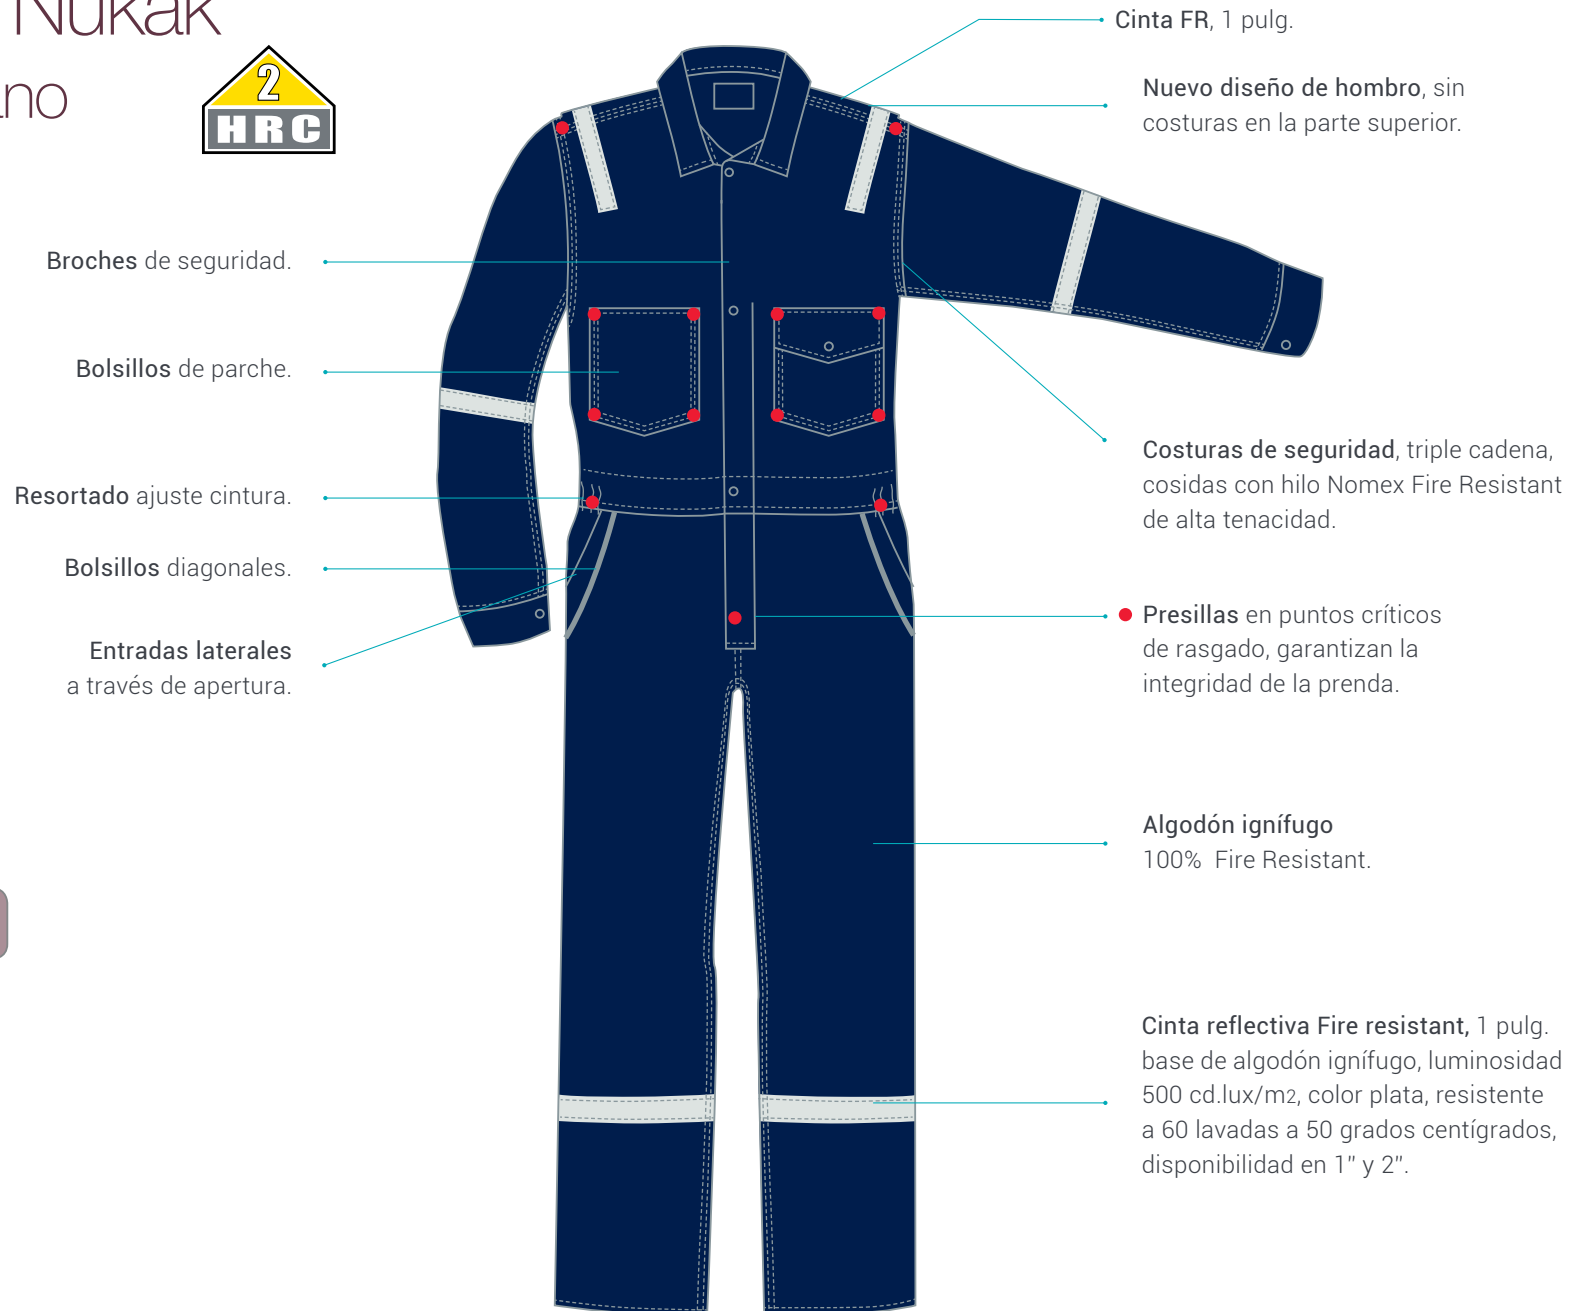 Nukak
ano
2
HRC
Broches de seguridad.
Bolsillos de parche.
Resortado ajuste cintura.
Bolsillos diagonales.
Entradas laterales
a través de apertura.
Cinta FR, 1 pulg.
Nuevo diseño de hombro, sin
costuras en la parte superior.
Costuras de seguridad, triple cadena,
cosidas con hilo Nomex Fire Resistant
de alta tenacidad.
Presillas en puntos críticos
de rasgado, garantizan la
integridad de la prenda.
Algodón ignífugo
100% Fire Resistant.
Cinta reflectiva Fire resistant, 1 pulg.
base de algodón ignífugo, luminosidad
500 cd.lux/m2, color plata, resistente
a 60 lavadas a 50 grados centígrados,
disponibilidad en 1” y 2”.